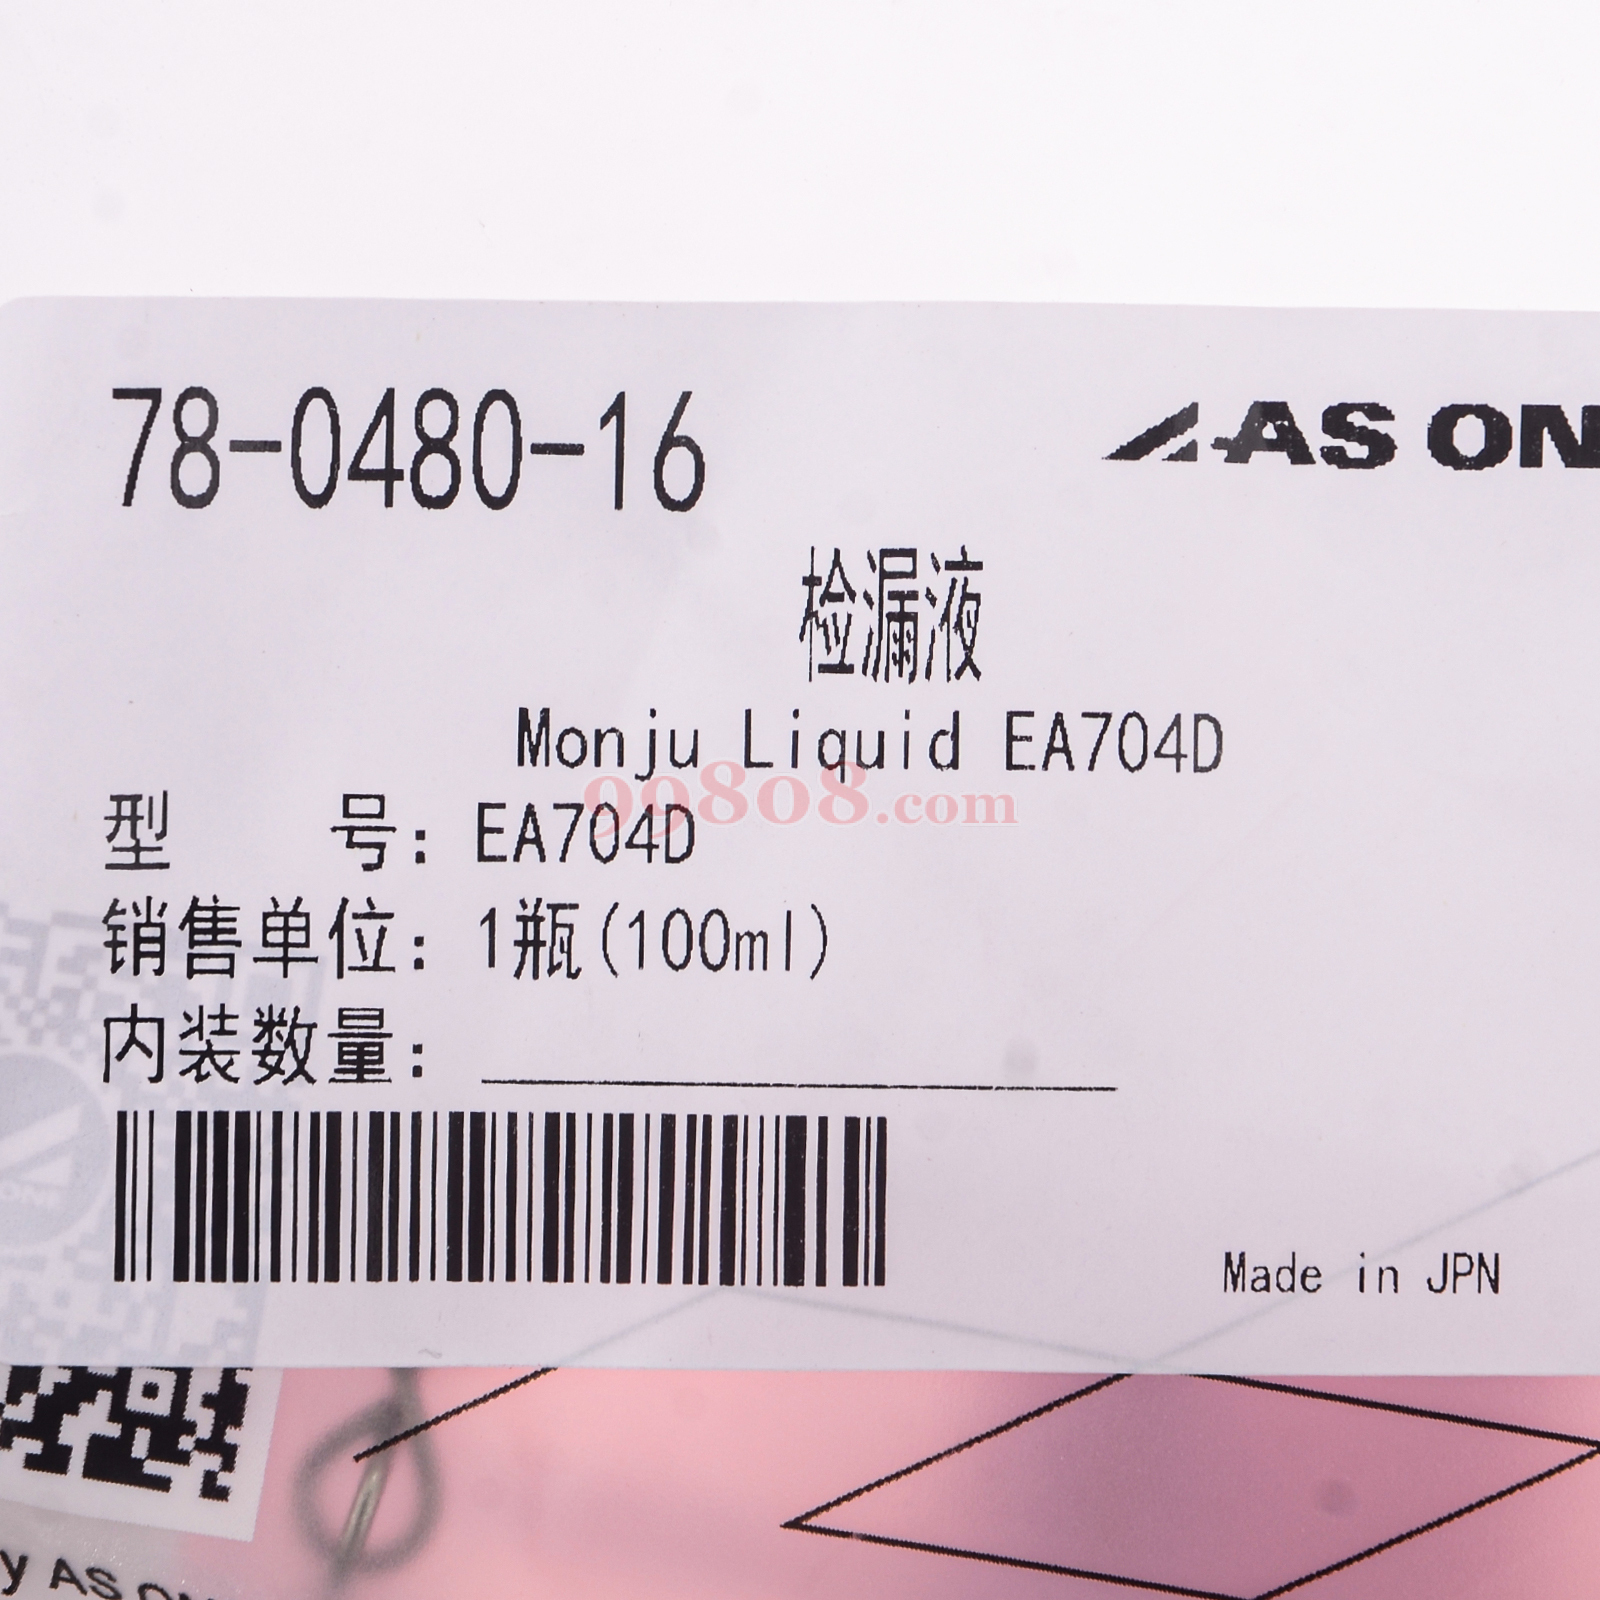 78-0480-16
AS ON
检漏液
Monju Liquid EA704D
99808.com
型 号: EA704D
销售单位: 1瓶(100ml)
内装数量:
Made in JPN
y AS ON